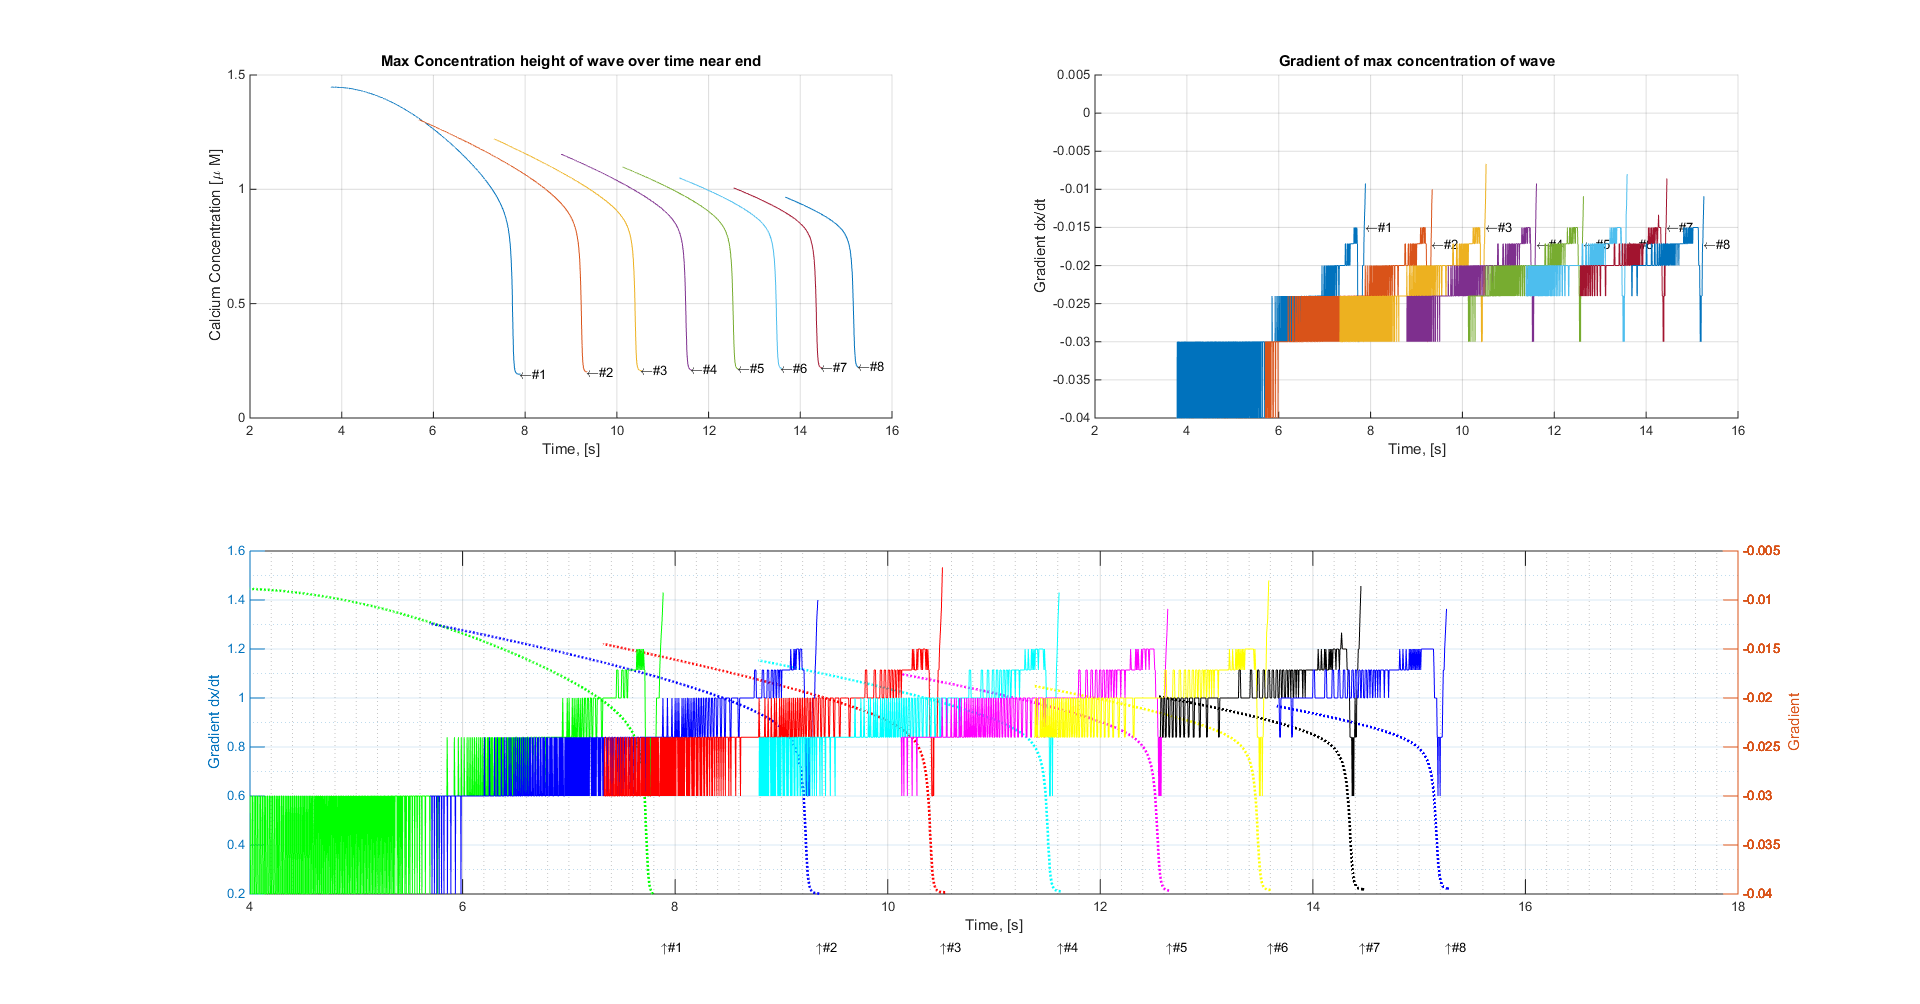 Max Concentration height of wave over time near end
Calcium Concentration [μ M]
1.5
1
0.5
0
2 4 6 8 10 12 14 16
Time, [s]
←#1 ←#2 ←#3 ←#4 ←#5 ←#6 ←#7 ←#8
Gradient of max concentration of wave
Gradient dx/dt
0.005
0
-0.005
-0.01
-0.015
-0.02
-0.025
-0.03
-0.035
-0.04
2 4 6 8 10 12 14 16
Time, [s]
←#1 ←#2 ←#3 ←#4 ←#5 ←#6 ←#7 ←#8
Gradient dx/dt
1.6
1.4
1.2
1
0.8
0.6
0.4
0.2
4 6 8 10 12 14 16 18
Time, [s]
-0.005
-0.01
-0.015
-0.02
-0.025
-0.03
-0.035
-0.04
Gradient
↑#1 ↑#2 ↑#3 ↑#4 ↑#5 ↑#6 ↑#7 ↑#8